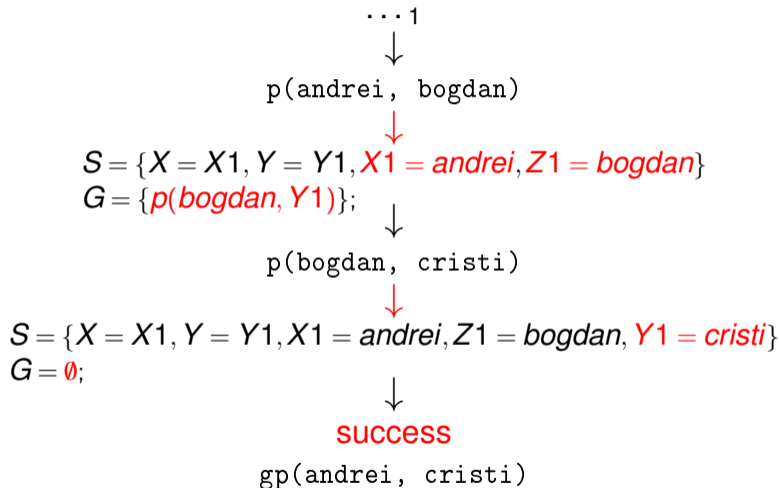 ··· 1
p(andrei, bogdan)
S = {X = X1, Y = Y1, X1 = andrei, Z1 = bogdan}
G = {p(bogdan, Y1)};
p(bogdan, cristi)
S = {X = X1, Y = Y1, X1 = andrei, Z1 = bogdan, Y1 = cristi}
G = ∅;
success
gp(andrei, cristi)